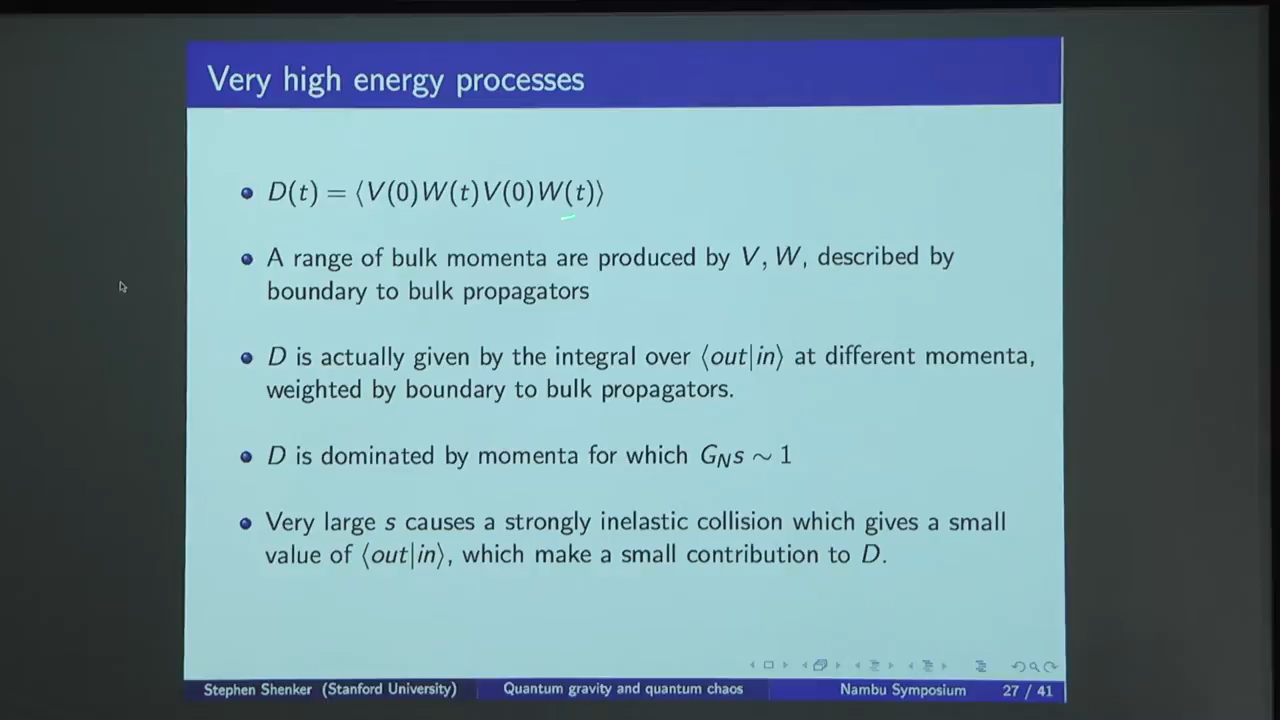 Very high energy processes
D(t) = ⟨V(0)W(t)V(0)W(t)⟩
A range of bulk momenta are produced by V, W, described by
boundary to bulk propagators
D is actually given by the integral over ⟨out|in⟩ at different momenta,
weighted by boundary to bulk propagators.
D is dominated by momenta for which G_N s ∼ 1
Very large s causes a strongly inelastic collision which gives a small
value of ⟨out|in⟩, which make a small contribution to D.
Stephen Shenker (Stanford University) Quantum gravity and quantum chaos Nambu Symposium 27 / 41